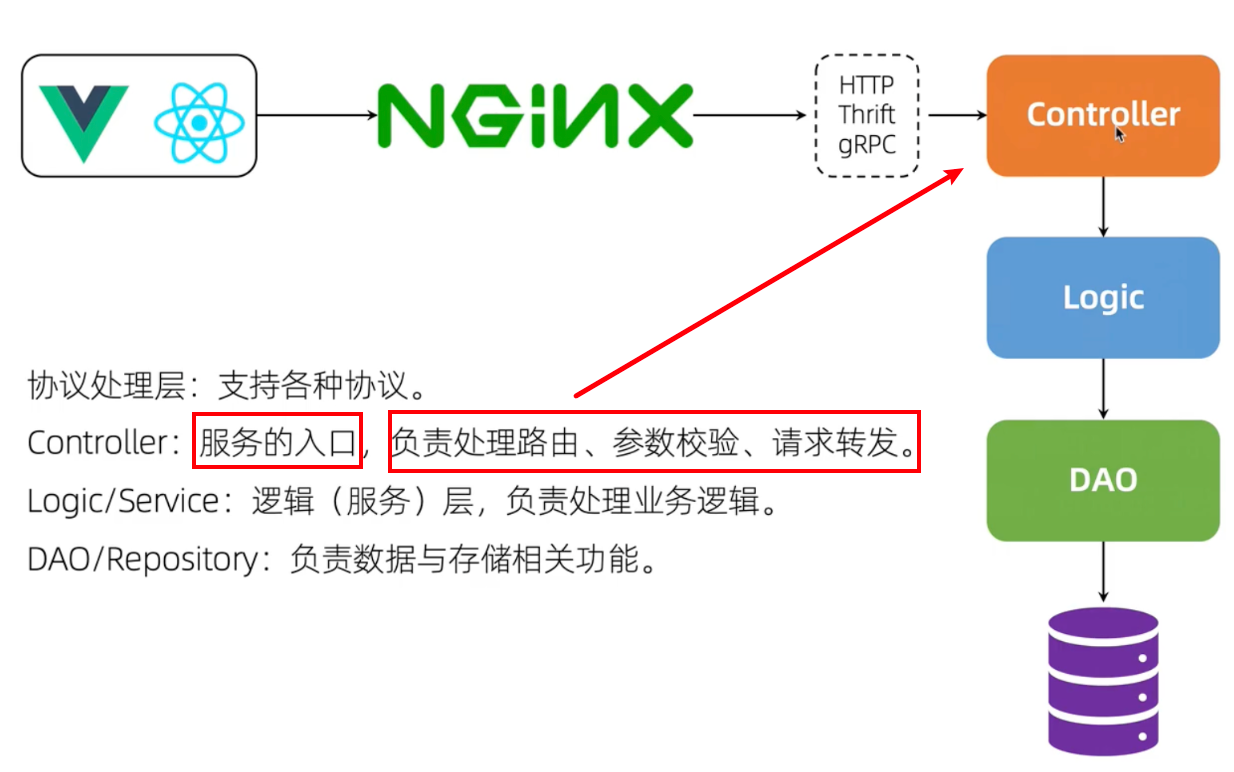 NGiNX
HTTP
Thrift
gRPC
Controller
Logic
DAO
协议处理层：支持各种协议。
Controller：服务的入口，负责处理路由、参数校验、请求转发。
Logic/Service：逻辑（服务）层，负责处理业务逻辑。
DAO/Repository：负责数据与存储相关功能。